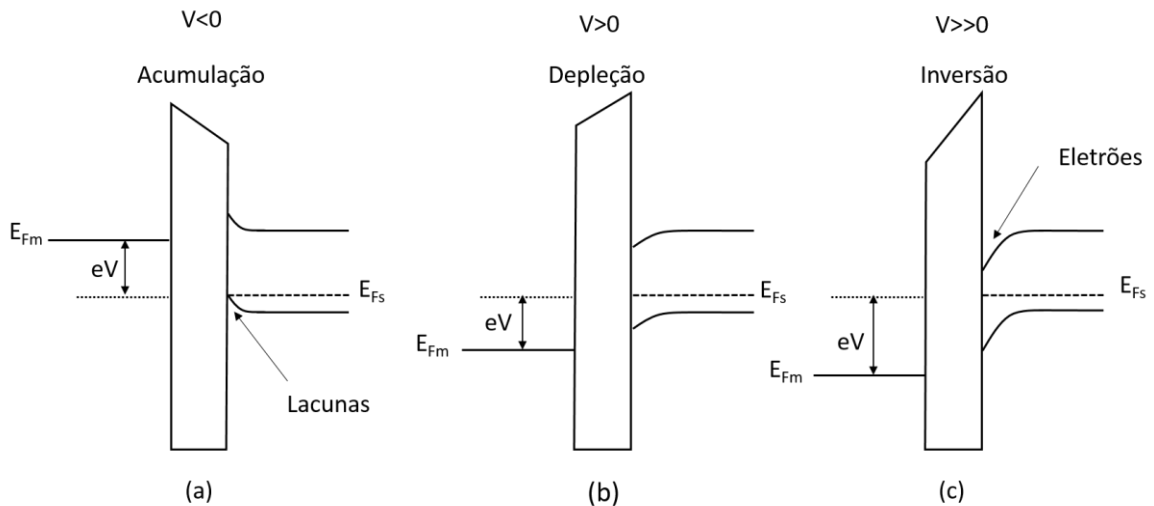 V<0
Acumulação
E_Fm
eV
E_Fs
Lacunas
(a)
V>0
Depleção
E_Fs
eV
E_Fm
(b)
V>>0
Inversão
Eletrões
E_Fs
eV
E_Fm
(c)